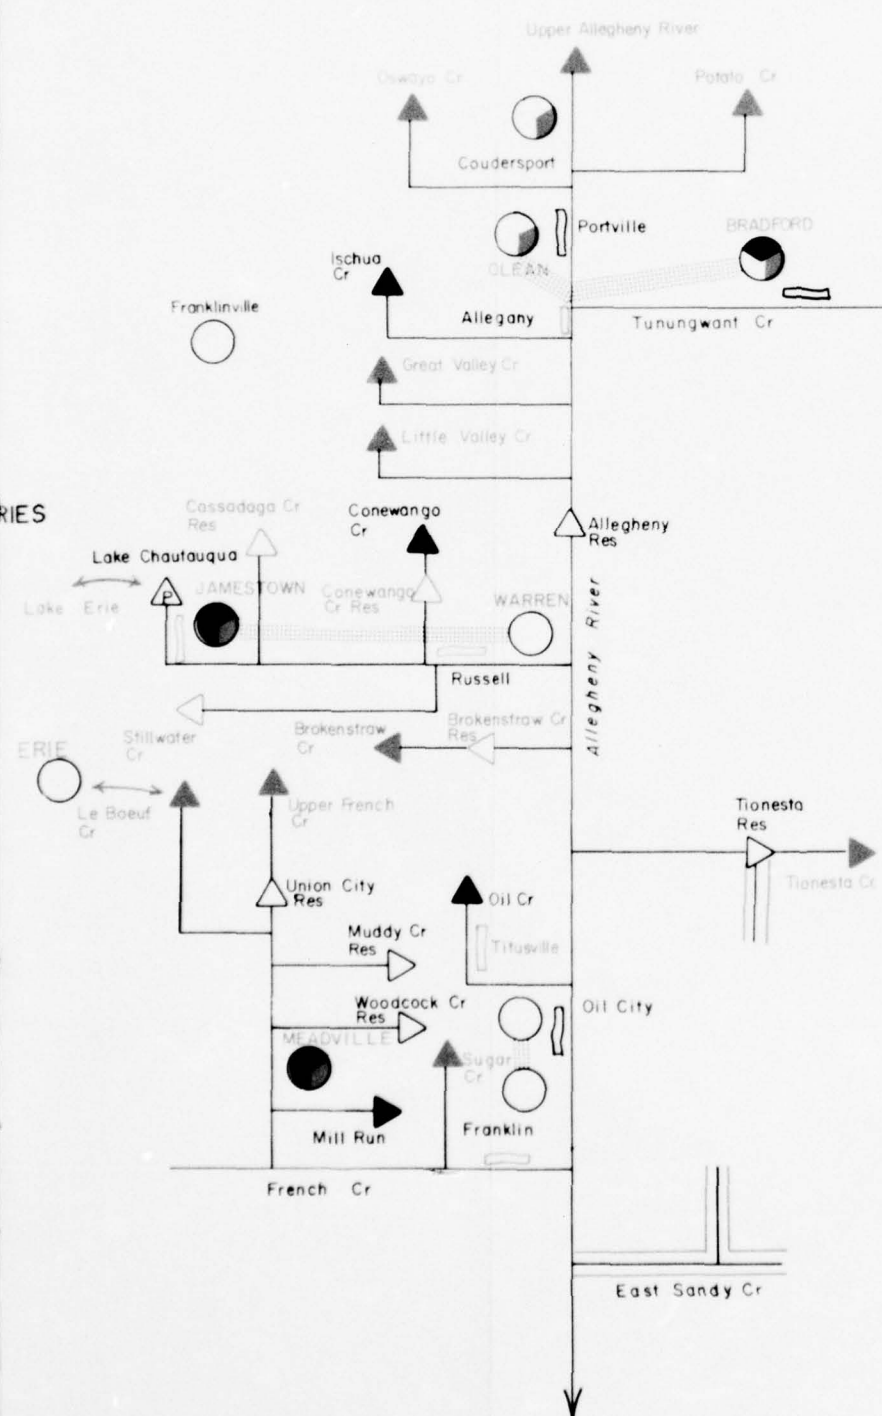 Upper Allegheny River
Oswayo Cr
Potato Cr
Coudersport
Portville
BRADFORD
Ischua
Cr
OLEAN
Franklinville
Allegany
Tunungwant Cr
Great Valley Cr
Little Valley Cr
RIES
Cassadaga Cr
Res
Conewango
Cr
Allegheny
Res
Lake Chautauqua
Lake Erie
P
JAMESTOWN
Conewango
Cr Res
WARREN
Allegheny River
Russell
Stillwater
Cr
Brokenstraw
Cr
Brokenstraw Cr
Res
ERIE
Le Boeuf
Cr
Upper French
Cr
Tionesta
Res
Tionesta Cr
Union City
Res
Oil Cr
Muddy Cr
Res
Titusville
Woodcock Cr
Res
Oil City
MEADVILLE
Sugar
Cr
Mill Run
Franklin
French Cr
East Sandy Cr